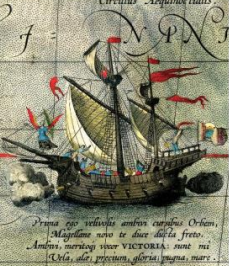 Circulus Aequinoctialis.
Prima ego velivolis ambivi cursibus Orbem,
Magellane novo te duce ducta freto.
Ambivi, meritoq; vocor VICTORIA: sunt mi
Vela, alæ; precium, gloria; pugna, mare.